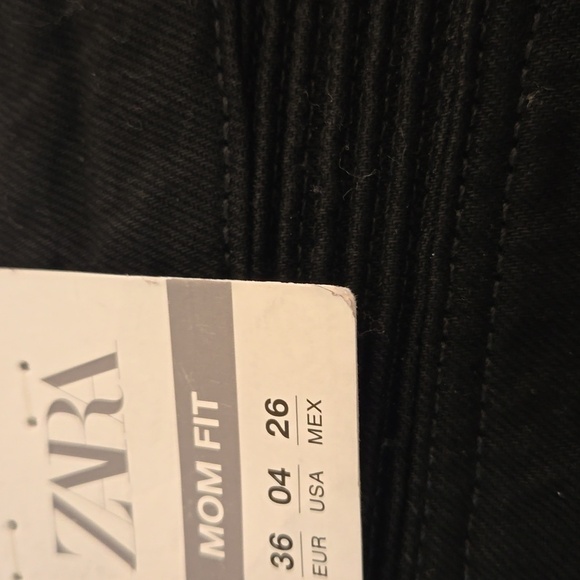 ZARA
MOM FIT
36 04 26
EUR USA MEX